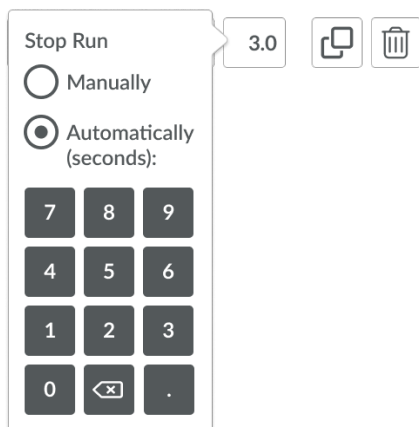 Stop Run
3.0
Manually
Automatically
(seconds):
7 8 9
4 5 6
1 2 3
0 .